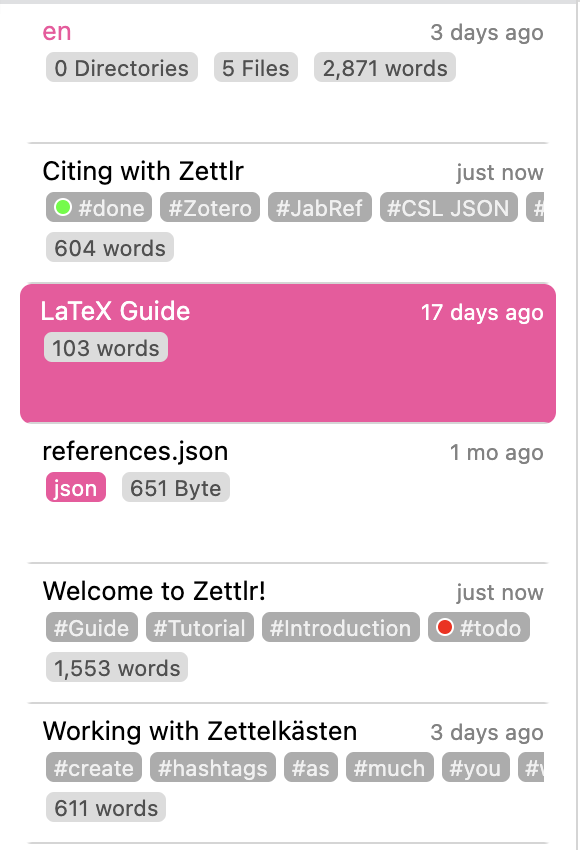 en 3 days ago
0 Directories 5 Files 2,871 words
Citing with Zettlr just now
#done #Zotero #JabRef #CSL JSON #
604 words
LaTeX Guide 17 days ago
103 words
references.json 1 mo ago
json 651 Byte
Welcome to Zettlr! just now
#Guide #Tutorial #Introduction #todo
1,553 words
Working with Zettelkästen 3 days ago
#create #hashtags #as #much #you
611 words